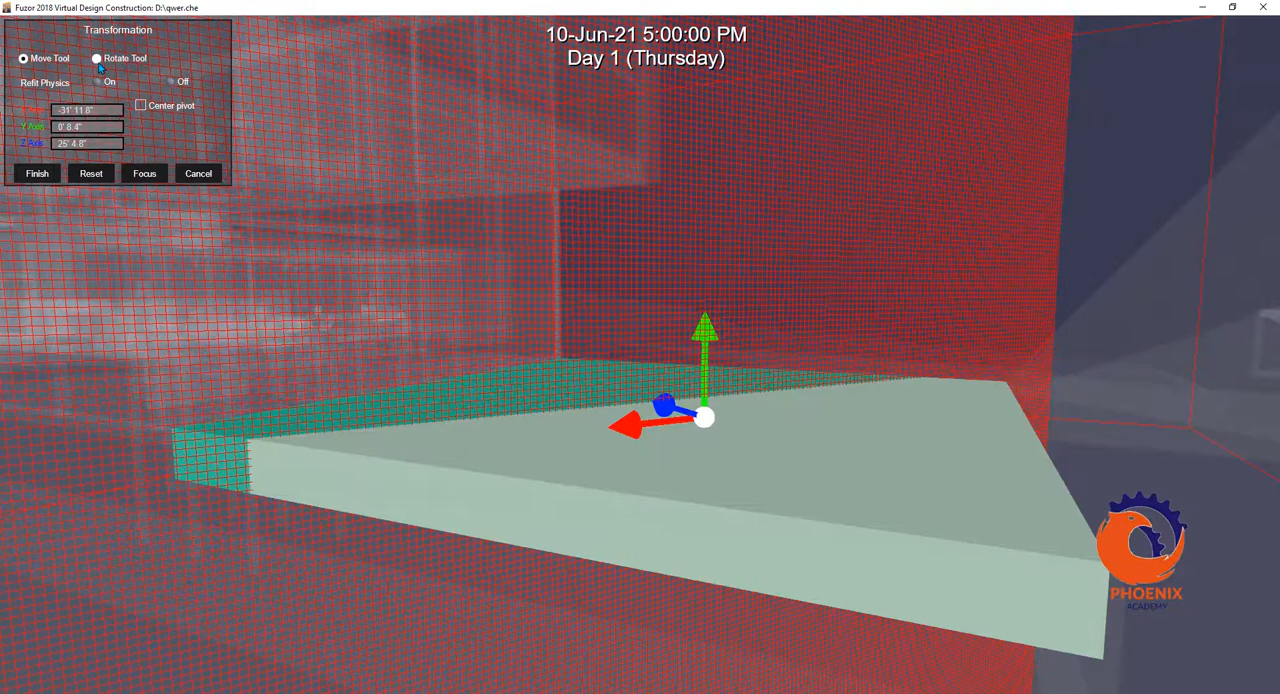 Fuzor 2018 Virtual Design Construction: D:\qwer.che
Transformation
Move Tool Rotate Tool
Refit Physics On Off
-31' 11.8" Center pivot
Y Axis 0' 8.4"
Z Axis 25' 4.8"
Finish Reset Focus Cancel
10-Jun-21 5:00:00 PM
Day 1 (Thursday)
PHOENIX
ACADEMY